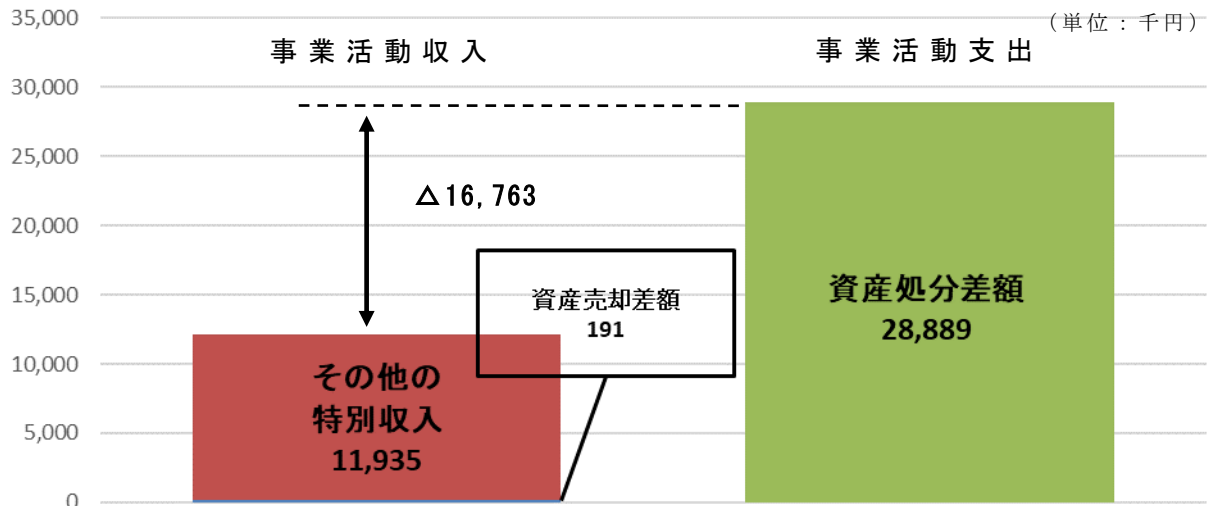 35,000
（単位：千円）
事業活動収入
事業活動支出
30,000
25,000
△16,763
20,000
15,000
資産売却差額
191
資産処分差額
28,889
10,000
その他の
特別収入
11,935
5,000
0